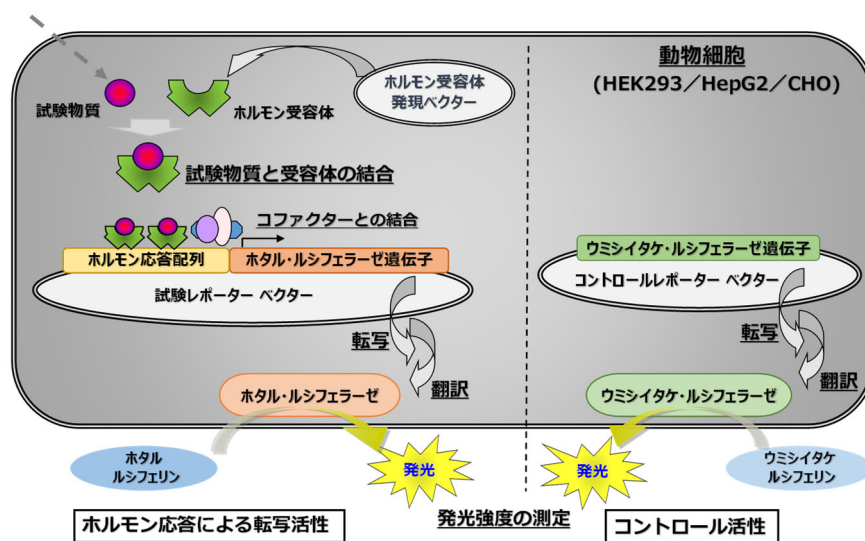 動物細胞
(HEK293/HepG2/CHO)
ホルモン受容体
発現ベクター
試験物質
ホルモン受容体
試験物質と受容体の結合
コファクターとの結合
ホルモン応答配列
ホタル・ルシフェラーゼ遺伝子
試験レポーター ベクター
ウミシイタケ・ルシフェラーゼ遺伝子
コントロールレポーター ベクター
転写
翻訳
転写
翻訳
ホタル・ルシフェラーゼ
ウミシイタケ・ルシフェラーゼ
ホタル
ルシフェリン
発光
発光
ウミシイタケ
ルシフェリン
ホルモン応答による転写活性
発光強度の測定
コントロール活性